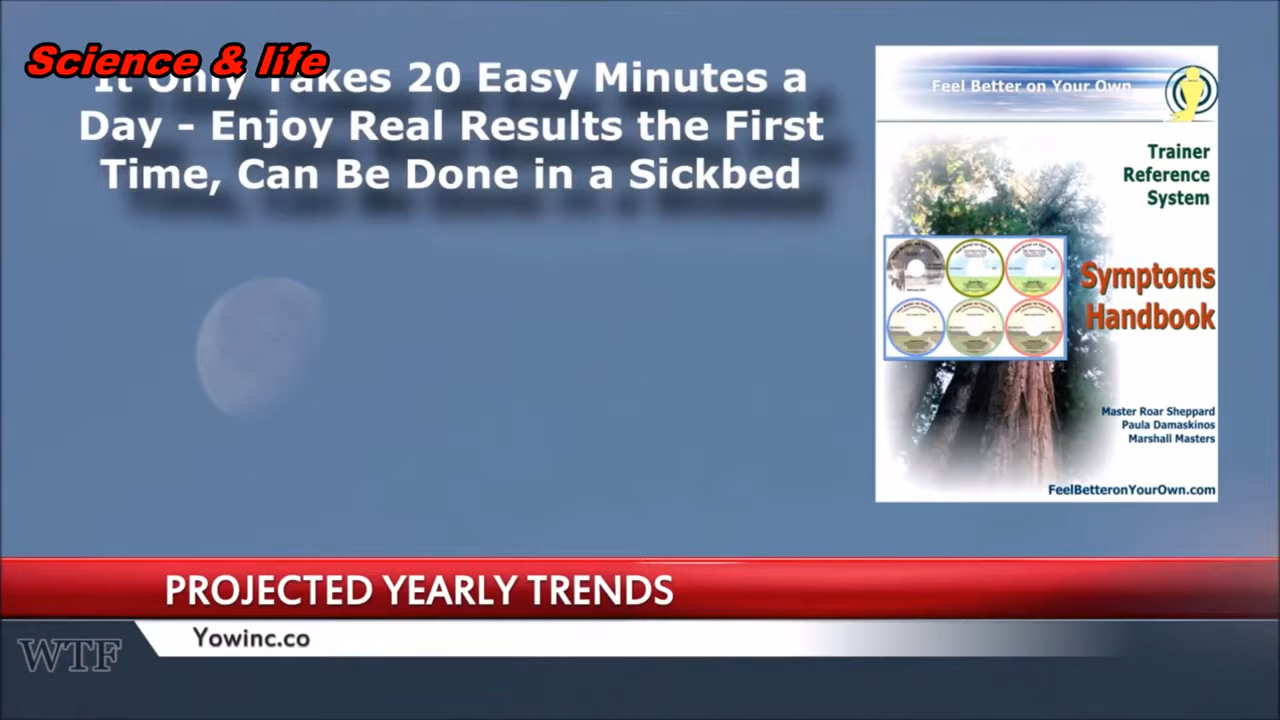 Science & life
It Only Takes 20 Easy Minutes a
Day - Enjoy Real Results the First
Time, Can Be Done in a Sickbed
Feel Better on Your Own
Trainer
Reference
System
Symptoms
Handbook
Master Roar Sheppard
Paula Damaskinos
Marshall Masters
FeelBetteronYourOwn.com
PROJECTED YEARLY TRENDS
Yowinc.co
WTF